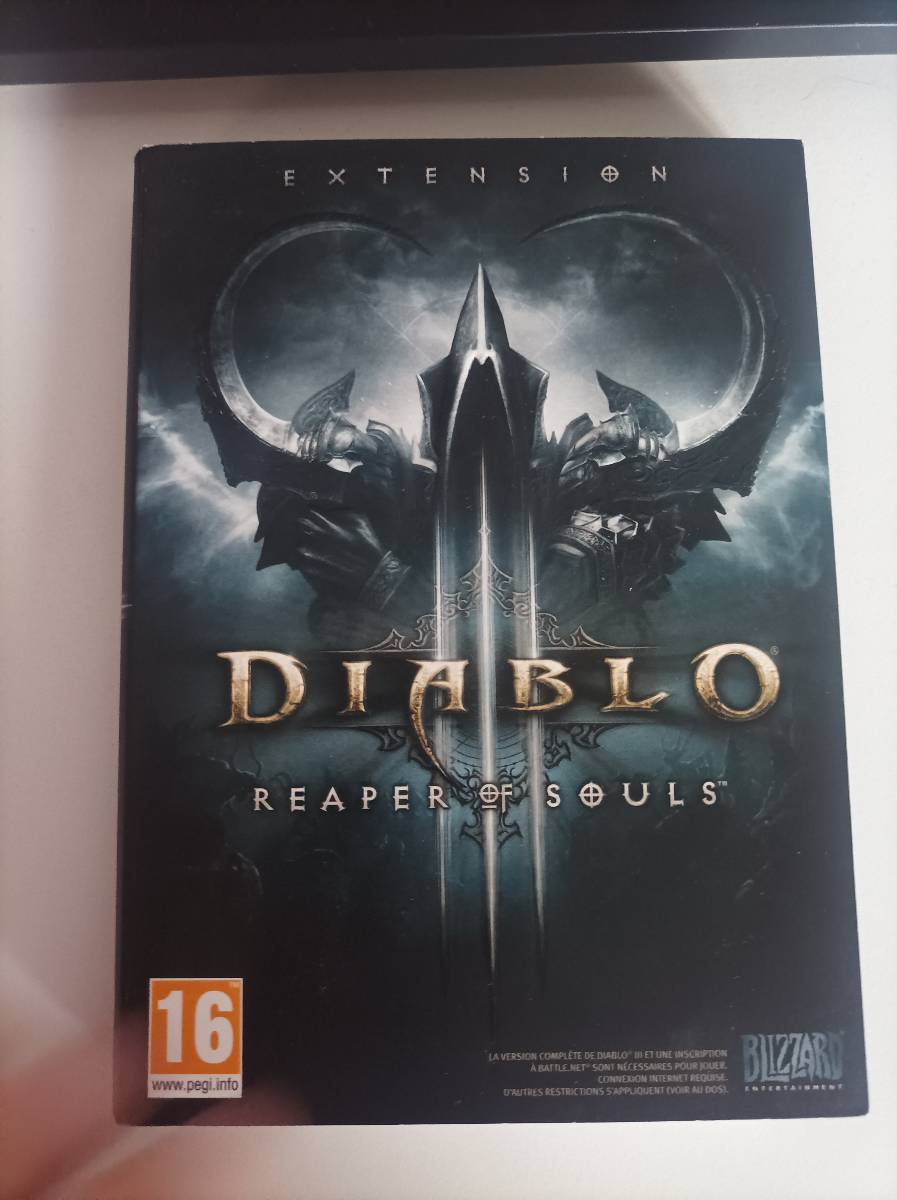 EXTENSION
DIABLO®
REAPER OF SOULS™
16
www.pegi.info
LA VERSION COMPLÈTE DE DIABLO® III ET UNE INSCRIPTION
À BATTLE.NET® SONT NÉCESSAIRES POUR JOUER.
CONNEXION INTERNET REQUISE.
D'AUTRES RESTRICTIONS S'APPLIQUENT (VOIR AU DOS).
BLIZZARD®
ENTERTAINMENT